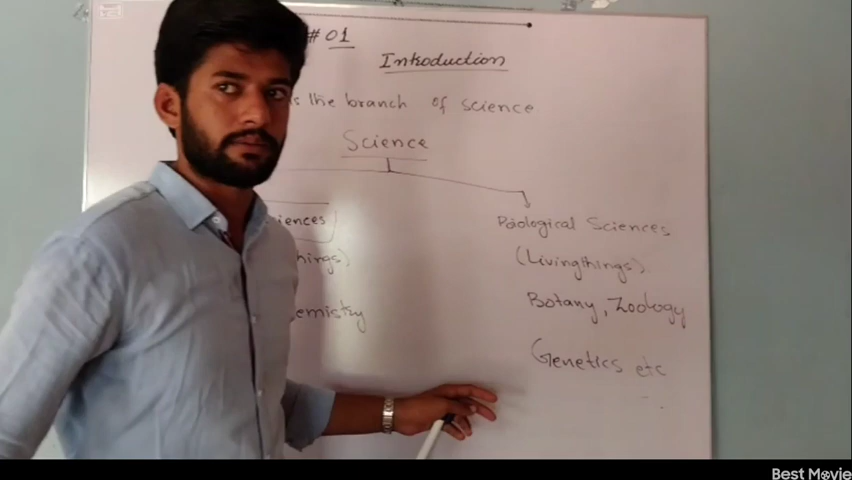 # 01
Introduction
is the branch of science
Science
iences
Biological Sciences
hings)
(Livingthings)
emistry
Botany, Zoology
Genetics etc
Best Movie